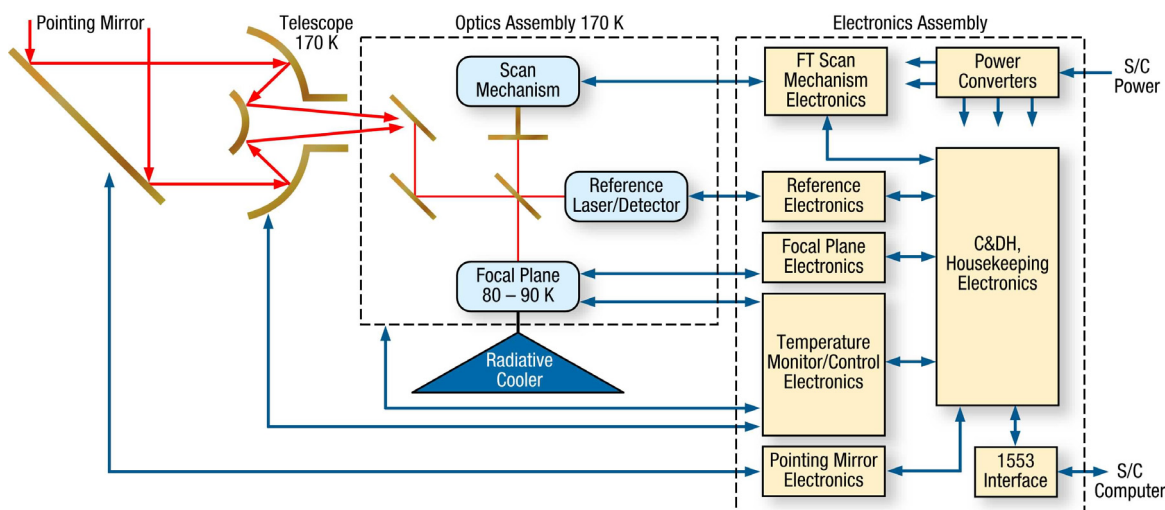 Pointing Mirror
Telescope
170 K
Optics Assembly 170 K
Electronics Assembly
Scan
Mechanism
FT Scan
Mechanism
Electronics
Power
Converters
S/C
Power
Reference
Laser/Detector
Reference
Electronics
C&DH,
Housekeeping
Electronics
Focal Plane
80 – 90 K
Focal Plane
Electronics
Radiative
Cooler
Temperature
Monitor/Control
Electronics
Pointing Mirror
Electronics
1553
Interface
S/C
Computer